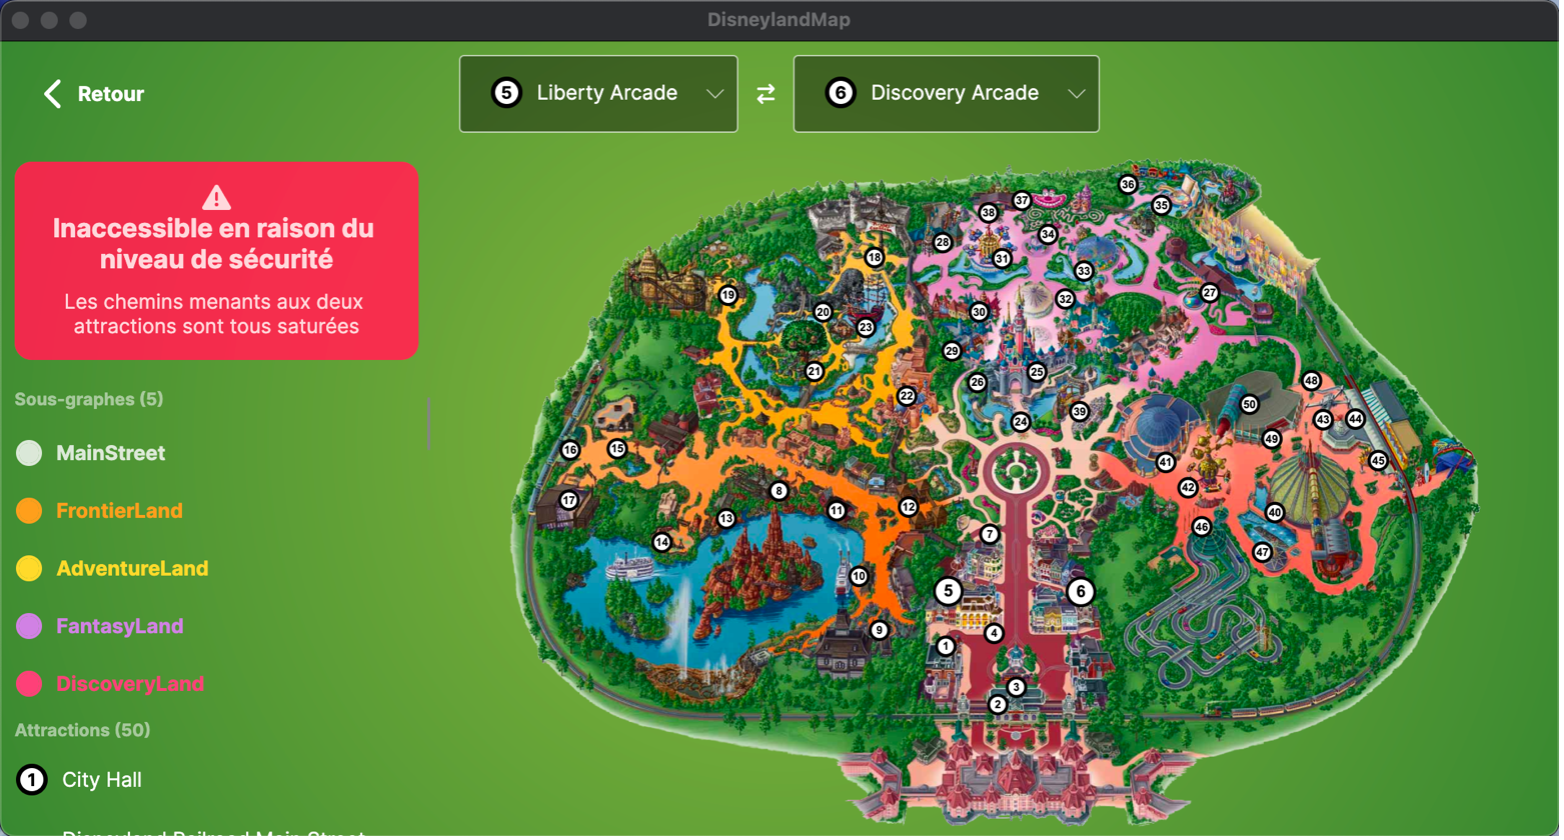 DisneylandMap
Retour
5 Liberty Arcade
6 Discovery Arcade
Inaccessible en raison du
niveau de sécurité
Les chemins menants aux deux
attractions sont tous saturées
Sous-graphes (5)
MainStreet
FrontierLand
AdventureLand
FantasyLand
DiscoveryLand
Attractions (50)
1 City Hall
Disneyland Railroad Main Street
36
37
35
38
34
28
18
31
33
19
27
32
20
30
23
29
21
25
26
48
22
50
39
43
44
24
49
16
15
45
41
42
8
17
12
11
40
13
46
7
14
47
10
5
6
9
4
1
3
2